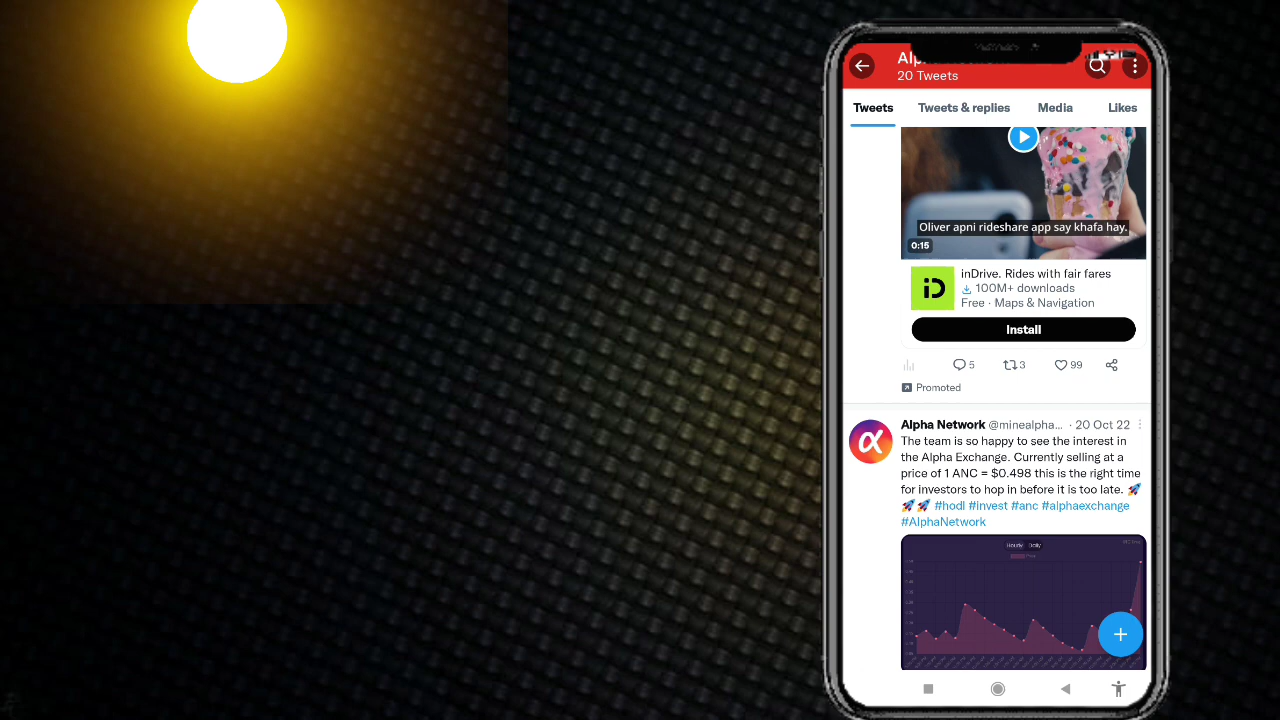 20 Tweets
Tweets
Tweets & replies
Media
Likes
Oliver apni rideshare app say khafa hay.
0:15
inDrive. Rides with fair fares
100M+ downloads
Free · Maps & Navigation
Install
5
3
99
Promoted
Alpha Network @minealpha... · 20 Oct 22
The team is so happy to see the interest in
the Alpha Exchange. Currently selling at a
price of 1 ANC = $0.498 this is the right time
for investors to hop in before it is too late. 🚀
🚀🚀 #hodl #invest #anc #alphaexchange
#AlphaNetwork
Hourly Daily